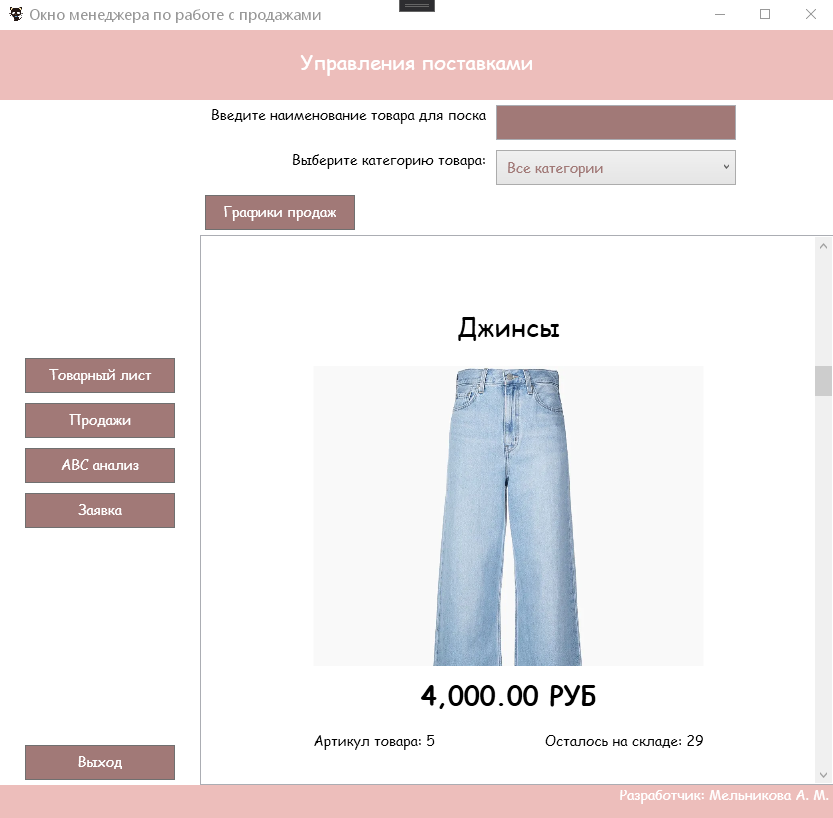 Окно менеджера по работе с продажами
Управления поставками
Введите наименование товара для поска
Выберите категорию товара:
Все категории
Графики продаж
Джинсы
Товарный лист
Продажи
ABC анализ
Заявка
4,000.00 РУБ
Артикул товара: 5 Осталось на складе: 29
Выход
Разработчик: Мельникова А. М.